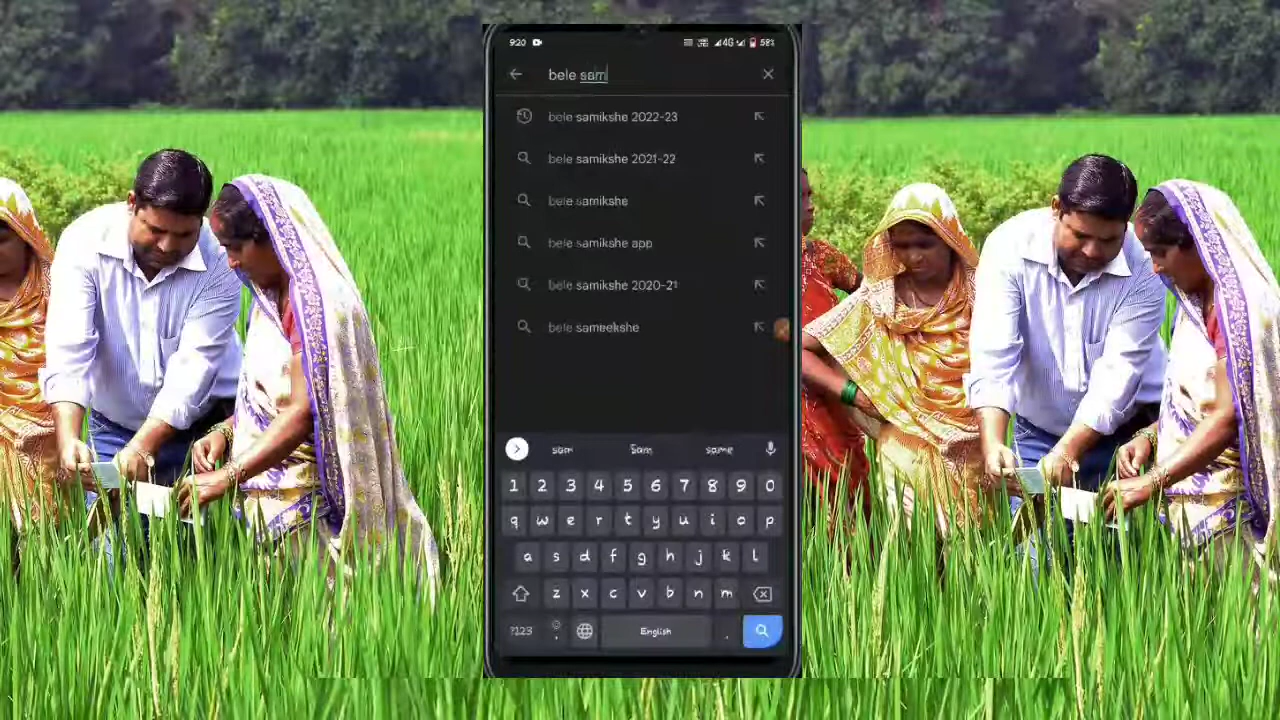 9:20 4G 58%
bele sam
bele samikshe 2022-23
bele samikshe 2021-22
bele samikshe
bele samikshe app
bele samikshe 2020-21
bele sameekshe
sam Sam same
1 2 3 4 5 6 7 8 9 0
q w e r t y u i o p
a s d f g h j k l
z x c v b n m
?123 , English .